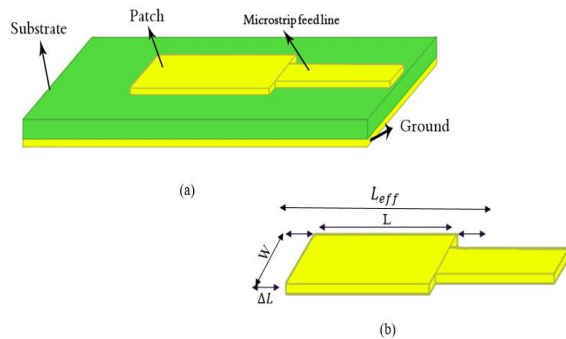 Patch
Microstrip feed line
Substrate
Ground
(a)
L_eff
L
W
ΔL
(b)